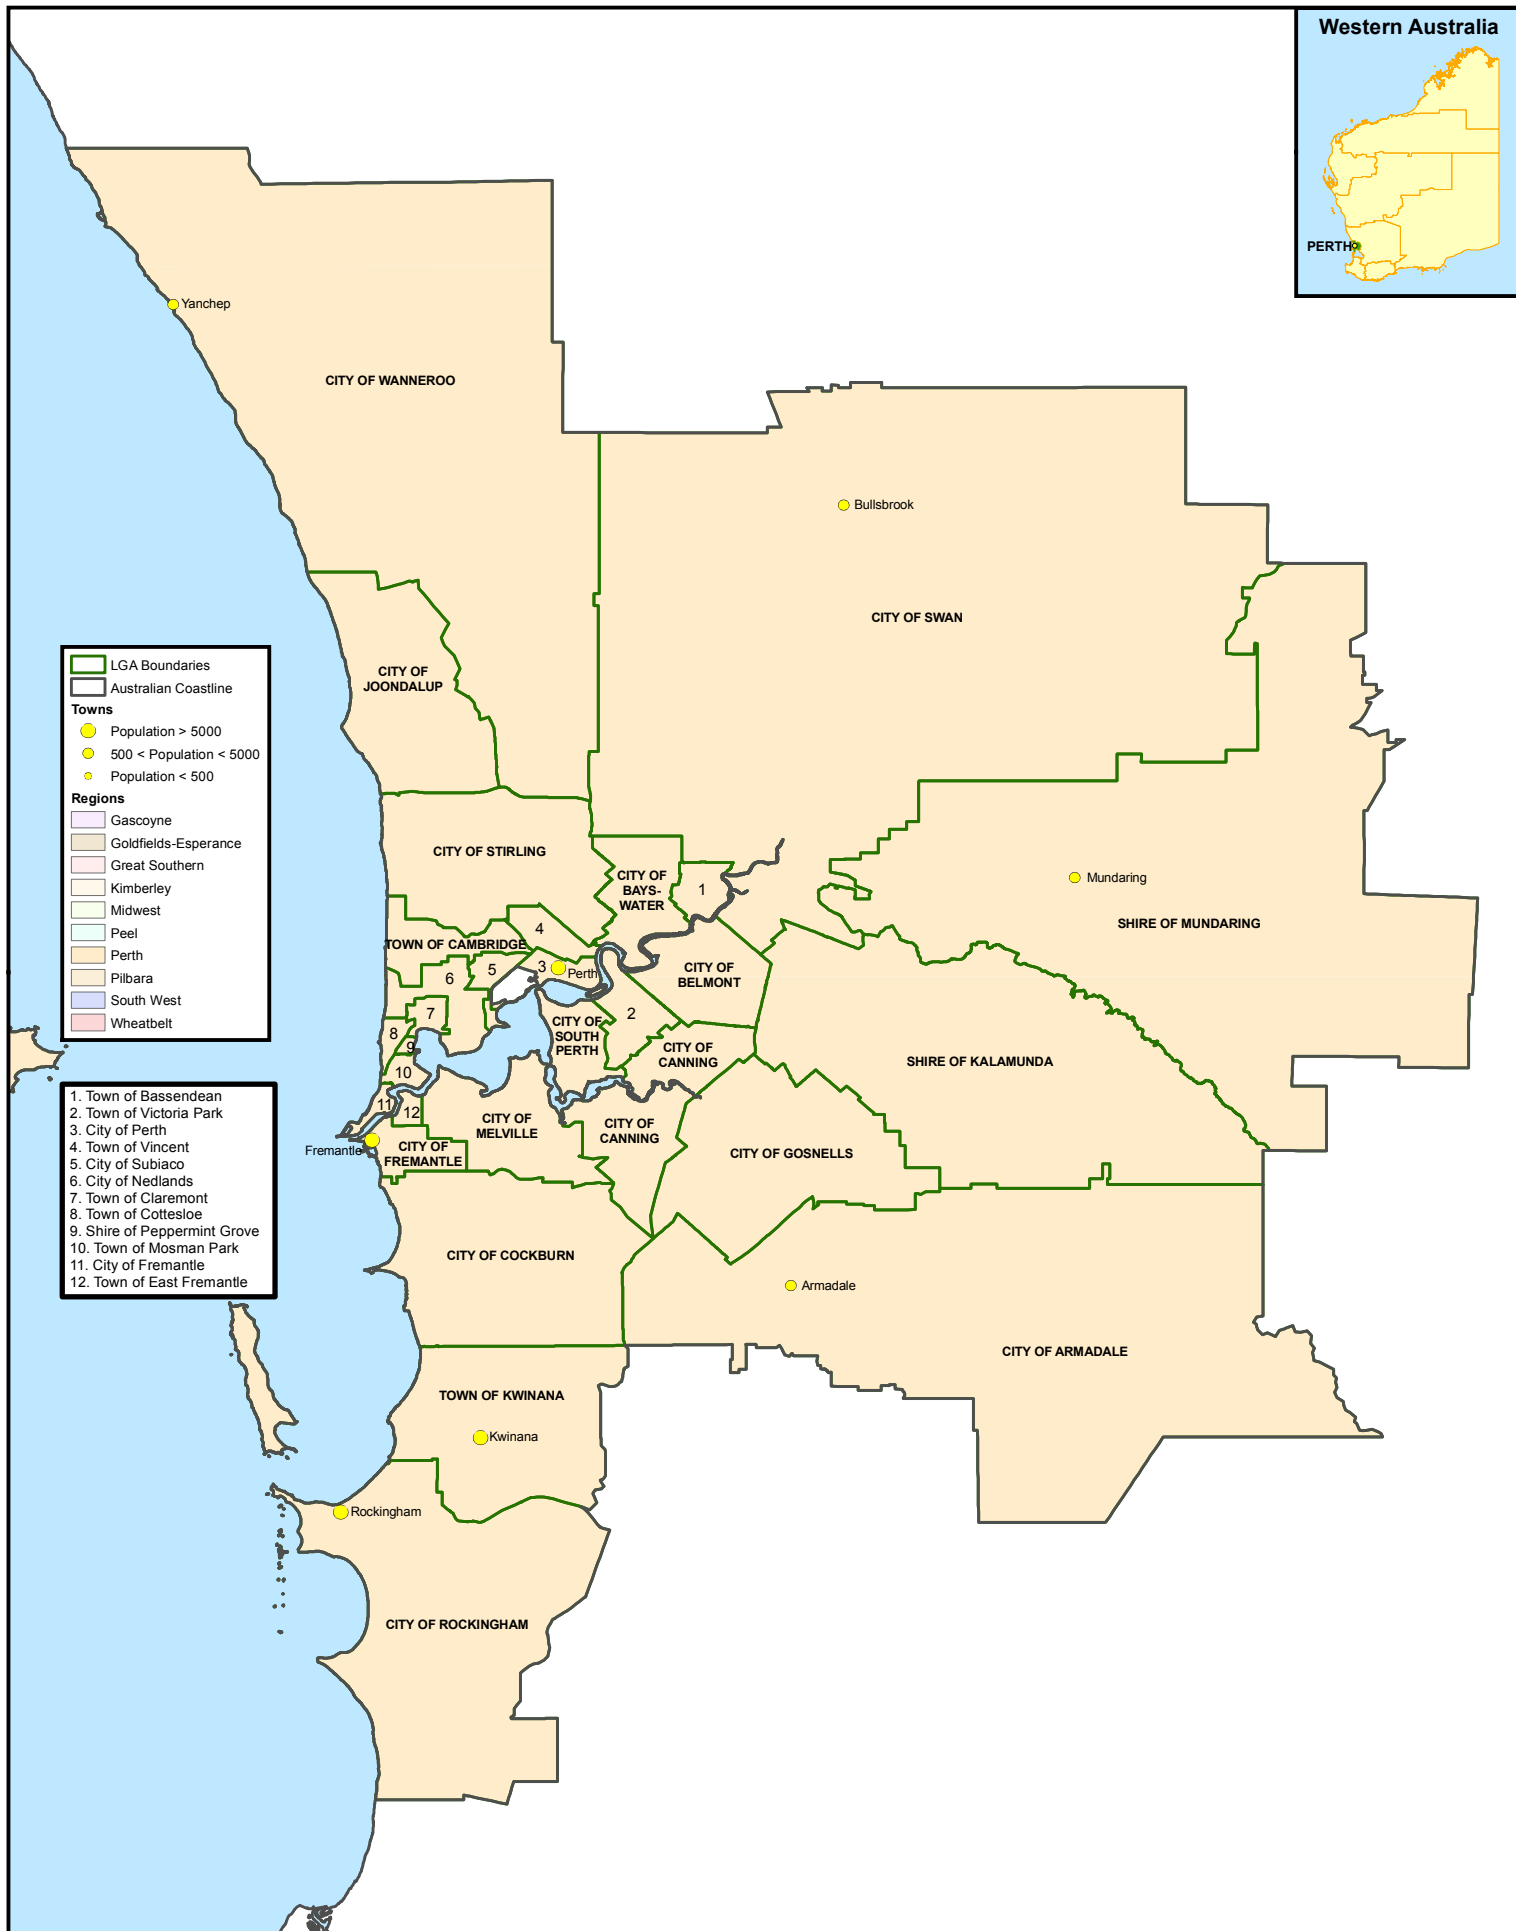 Western Australia
PERTH
Yanchep
CITY OF WANNEROO
Bullsbrook
CITY OF SWAN
CITY OF
JOONDALUP
LGA Boundaries
Australian Coastline
Towns
Population > 5000
500 < Population < 5000
Population < 500
Regions
Gascoyne
Goldfields-Esperance
Great Southern
Kimberley
Midwest
Peel
Perth
Pilbara
South West
Wheatbelt
CITY OF STIRLING
CITY OF
BAYS-
WATER
1
Mundaring
SHIRE OF MUNDARING
4
TOWN OF CAMBRIDGE
5
3
Perth
6
CITY OF
BELMONT
7
2
8
9
CITY OF
SOUTH
PERTH
CITY OF
CANNING
SHIRE OF KALAMUNDA
10
11
12
CITY OF
MELVILLE
CITY OF
CANNING
Fremantle
CITY OF
FREMANTLE
CITY OF GOSNELLS
1. Town of Bassendean
2. Town of Victoria Park
3. City of Perth
4. Town of Vincent
5. City of Subiaco
6. City of Nedlands
7. Town of Claremont
8. Town of Cottesloe
9. Shire of Peppermint Grove
10. Town of Mosman Park
11. City of Fremantle
12. Town of East Fremantle
CITY OF COCKBURN
Armadale
CITY OF ARMADALE
TOWN OF KWINANA
Kwinana
Rockingham
CITY OF ROCKINGHAM